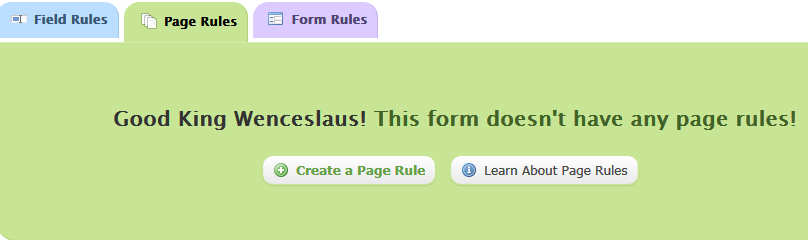 Field Rules Page Rules Form Rules
Good King Wenceslaus! This form doesn't have any page rules!
Create a Page Rule Learn About Page Rules